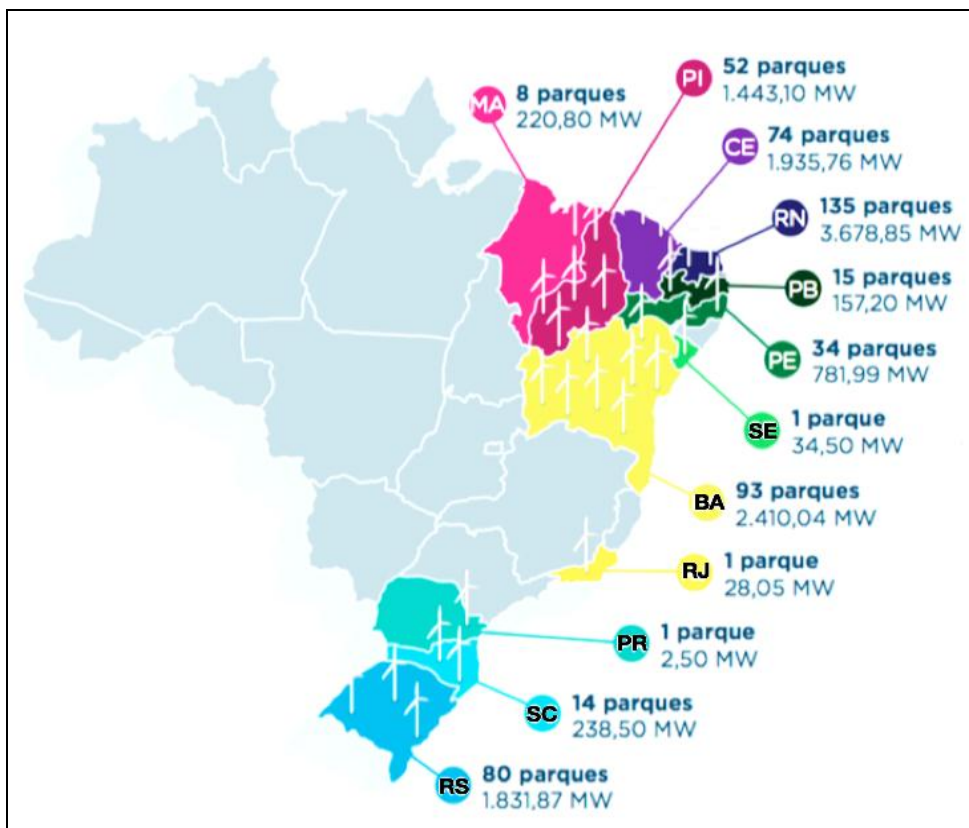 PI
52 parques
1.443,10 MW
MA
8 parques
220,80 MW
CE
74 parques
1.935,76 MW
RN
135 parques
3.678,85 MW
PB
15 parques
157,20 MW
PE
34 parques
781,99 MW
SE
1 parque
34,50 MW
BA
93 parques
2.410,04 MW
RJ
1 parque
28,05 MW
PR
1 parque
2,50 MW
SC
14 parques
238,50 MW
RS
80 parques
1.831,87 MW